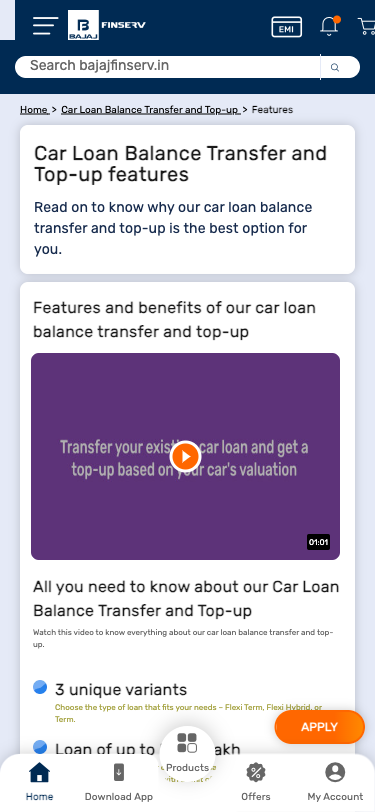 BAJAJ FINSERV
EMI
Search bajajfinserv.in
Home > Car Loan Balance Transfer and Top-up > Features
Car Loan Balance Transfer and
Top-up features
Read on to know why our car loan balance
transfer and top-up is the best option for
you.
Features and benefits of our car loan
balance transfer and top-up
Transfer your car loan and get a
top-up based on your car's valuation
01:01
All you need to know about our Car Loan
Balance Transfer and Top-up
Watch this video to know everything about our car loan balance transfer and top-
up.
3 unique variants
Choose the type of loan that fits your needs – Flexi Term, Flexi Hybrid, or
Term.
APPLY
Loan of up to
Products
Home
Download App
Offers
My Account